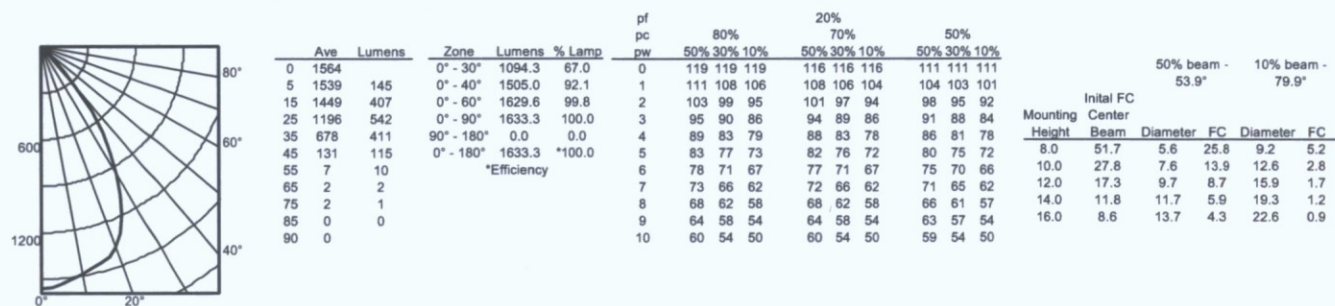 600
1200
0°
20°
40°
60°
80°
Ave Lumens
0 1564
5 1539 145
15 1449 407
25 1196 542
35 678 411
45 131 115
55 7 10
65 2 2
75 2 1
85 0 0
90 0
Zone Lumens % Lamp
0° - 30° 1094.3 67.0
0° - 40° 1505.0 92.1
0° - 60° 1629.6 99.8
0° - 90° 1633.3 100.0
90° - 180° 0.0 0.0
0° - 180° 1633.3 *100.0
*Efficiency
pf 20%
pc 80% 70% 50%
pw 50% 30% 10% 50% 30% 10% 50% 30% 10%
0 119 119 119 116 116 116 111 111 111
1 111 108 106 108 106 104 104 103 101
2 103 99 95 101 97 94 98 95 92
3 95 90 86 94 89 86 91 88 84
4 89 83 79 88 83 78 86 81 78
5 83 77 73 82 76 72 80 75 72
6 78 71 67 77 71 67 75 70 66
7 73 66 62 72 66 62 71 65 62
8 68 62 58 68 62 58 66 61 57
9 64 58 54 64 58 54 63 57 54
10 60 54 50 60 54 50 59 54 50
50% beam - 10% beam -
53.9° 79.9°
Inital FC
Mounting Center
Height Beam Diameter FC Diameter FC
8.0 51.7 5.6 25.8 9.2 5.2
10.0 27.8 7.6 13.9 12.6 2.8
12.0 17.3 9.7 8.7 15.9 1.7
14.0 11.8 11.7 5.9 19.3 1.2
16.0 8.6 13.7 4.3 22.6 0.9